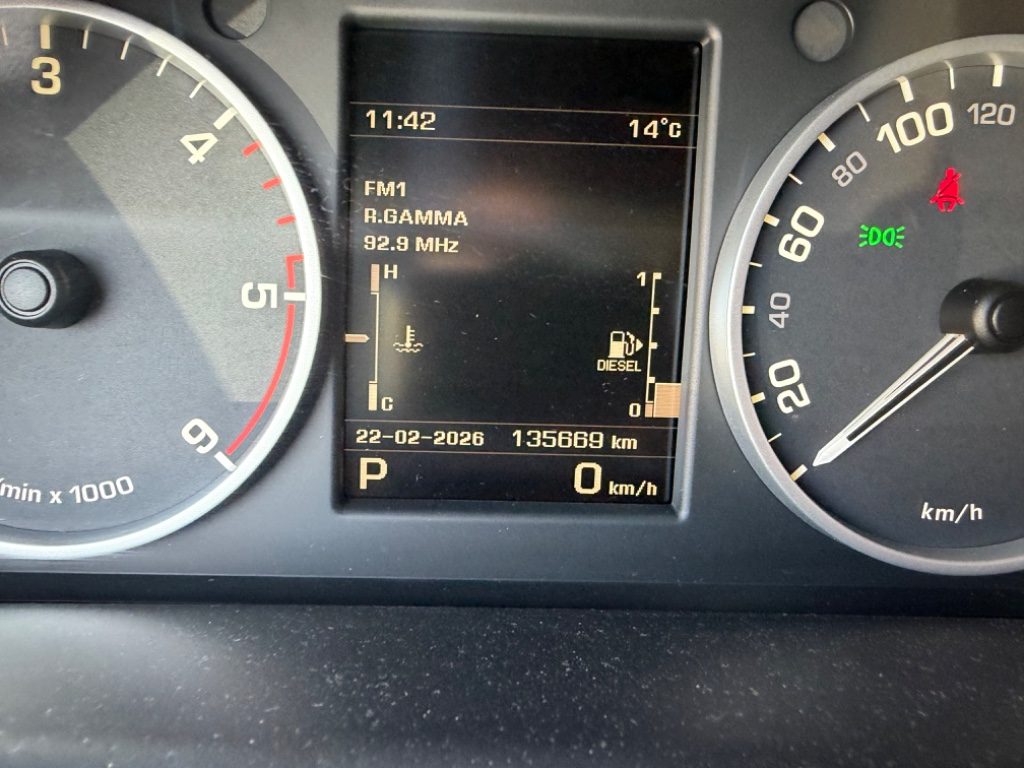 3
4
5
6
/min x 1000
11:42
14°C
FM1
R.GAMMA
92.9 MHz
H
C
1
DIESEL
0
22-02-2026 135669 km
P 0 km/h
120
100
80
60
40
20
km/h